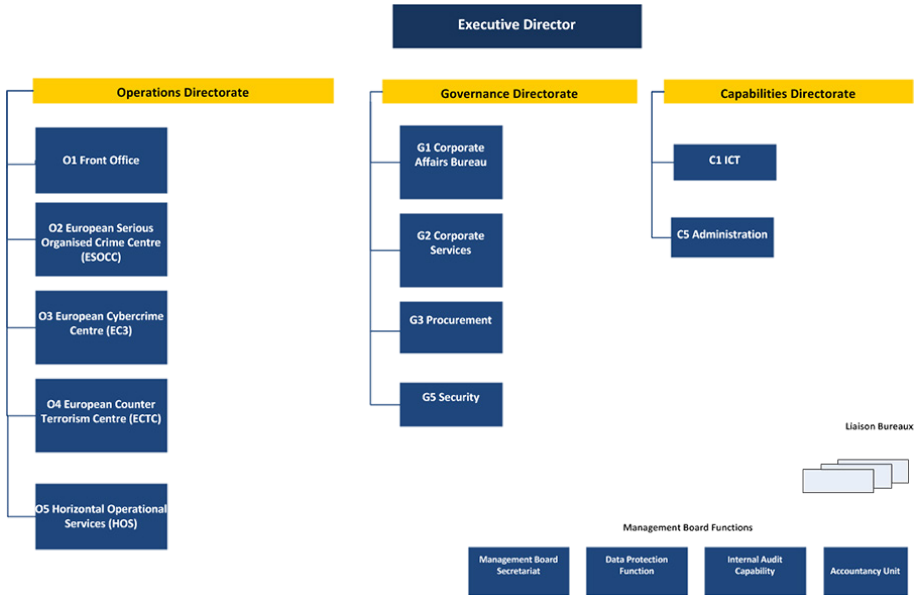 Executive Director
Operations Directorate
O1 Front Office
O2 European Serious
Organised Crime Centre
(ESOCC)
O3 European Cybercrime
Centre (EC3)
O4 European Counter
Terrorism Centre (ECTC)
O5 Horizontal Operational
Services (HOS)
Governance Directorate
G1 Corporate
Affairs Bureau
G2 Corporate
Services
G3 Procurement
G5 Security
Capabilities Directorate
C1 ICT
C5 Administration
Liaison Bureaux
Management Board Functions
Management Board
Secretariat
Data Protection
Function
Internal Audit
Capability
Accountancy Unit